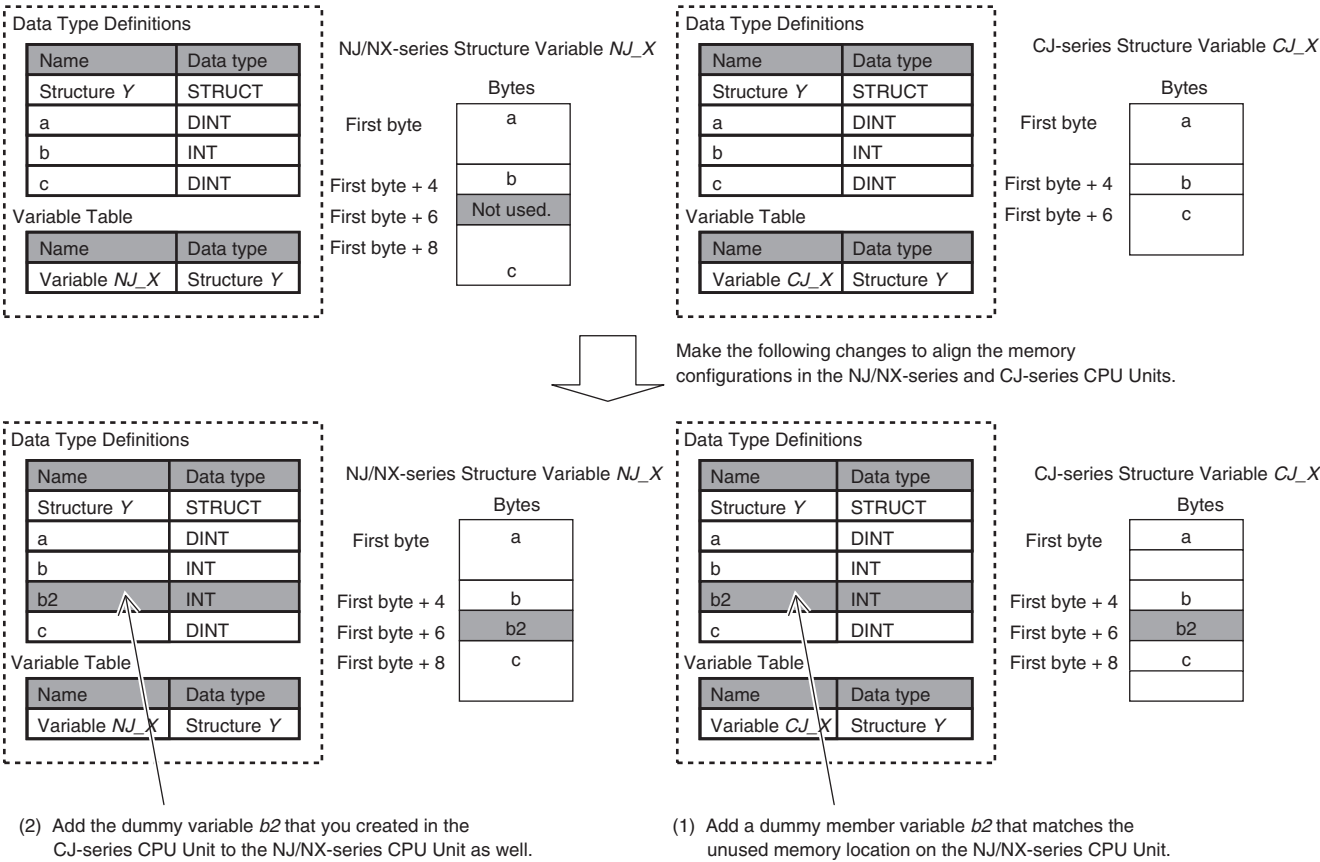 Data Type Definitions
Name Data type
Structure Y STRUCT
a DINT
b INT
c DINT
Variable Table
Name Data type
Variable NJ_X Structure Y
NJ/NX-series Structure Variable NJ_X
Bytes
First byte a
First byte + 4 b
First byte + 6 Not used.
First byte + 8
c
Data Type Definitions
Name Data type
Structure Y STRUCT
a DINT
b INT
c DINT
Variable Table
Name Data type
Variable CJ_X Structure Y
CJ-series Structure Variable CJ_X
Bytes
First byte a
First byte + 4 b
First byte + 6 c
Make the following changes to align the memory
configurations in the NJ/NX-series and CJ-series CPU Units.
Data Type Definitions
Name Data type
Structure Y STRUCT
a DINT
b INT
b2 INT
c DINT
Variable Table
Name Data type
Variable NJ_X Structure Y
NJ/NX-series Structure Variable NJ_X
Bytes
First byte a
First byte + 4 b
First byte + 6 b2
First byte + 8 c
Data Type Definitions
Name Data type
Structure Y STRUCT
a DINT
b INT
b2 INT
c DINT
Variable Table
Name Data type
Variable CJ_X Structure Y
CJ-series Structure Variable CJ_X
Bytes
First byte a
First byte + 4 b
First byte + 6 b2
First byte + 8 c
(2) Add the dummy variable b2 that you created in the
CJ-series CPU Unit to the NJ/NX-series CPU Unit as well.
(1) Add a dummy member variable b2 that matches the
unused memory location on the NJ/NX-series CPU Unit.